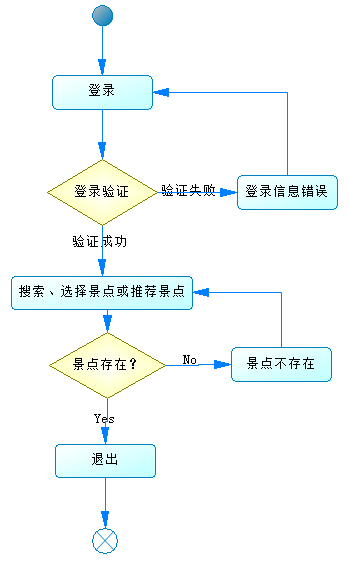 登录
登录验证
验证失败
登录信息错误
验证成功
搜索、选择景点或推荐景点
景点存在?
No
景点不存在
Yes
退出